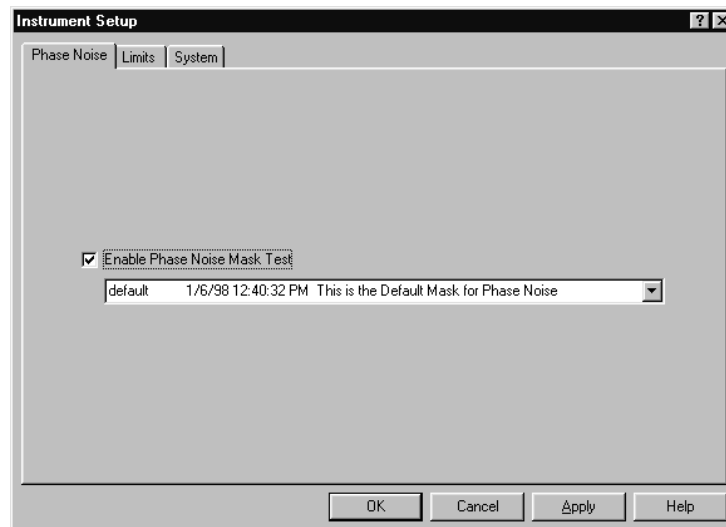 Instrument Setup
Phase Noise Limits System
Enable Phase Noise Mask Test
default 1/6/98 12:40:32 PM This is the Default Mask for Phase Noise
OK Cancel Apply Help